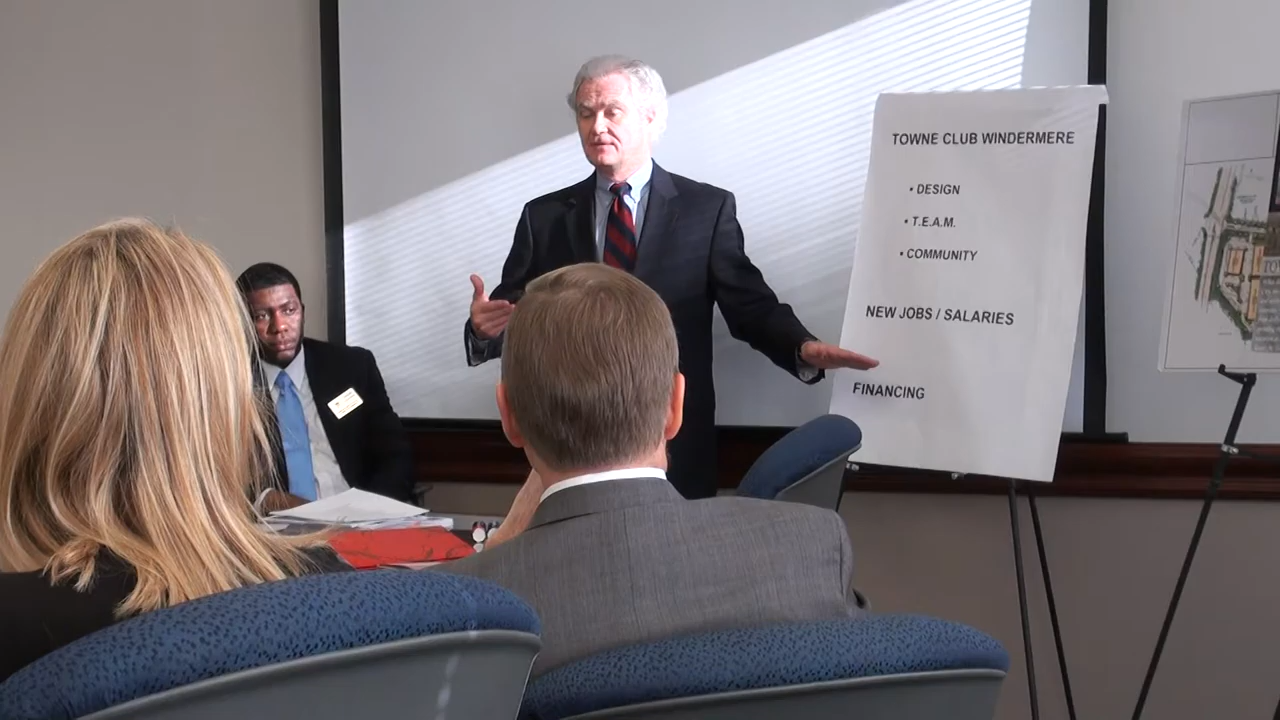 TOWNE CLUB WINDERMERE
• DESIGN
• T.E.A.M.
• COMMUNITY
NEW JOBS / SALARIES
FINANCING